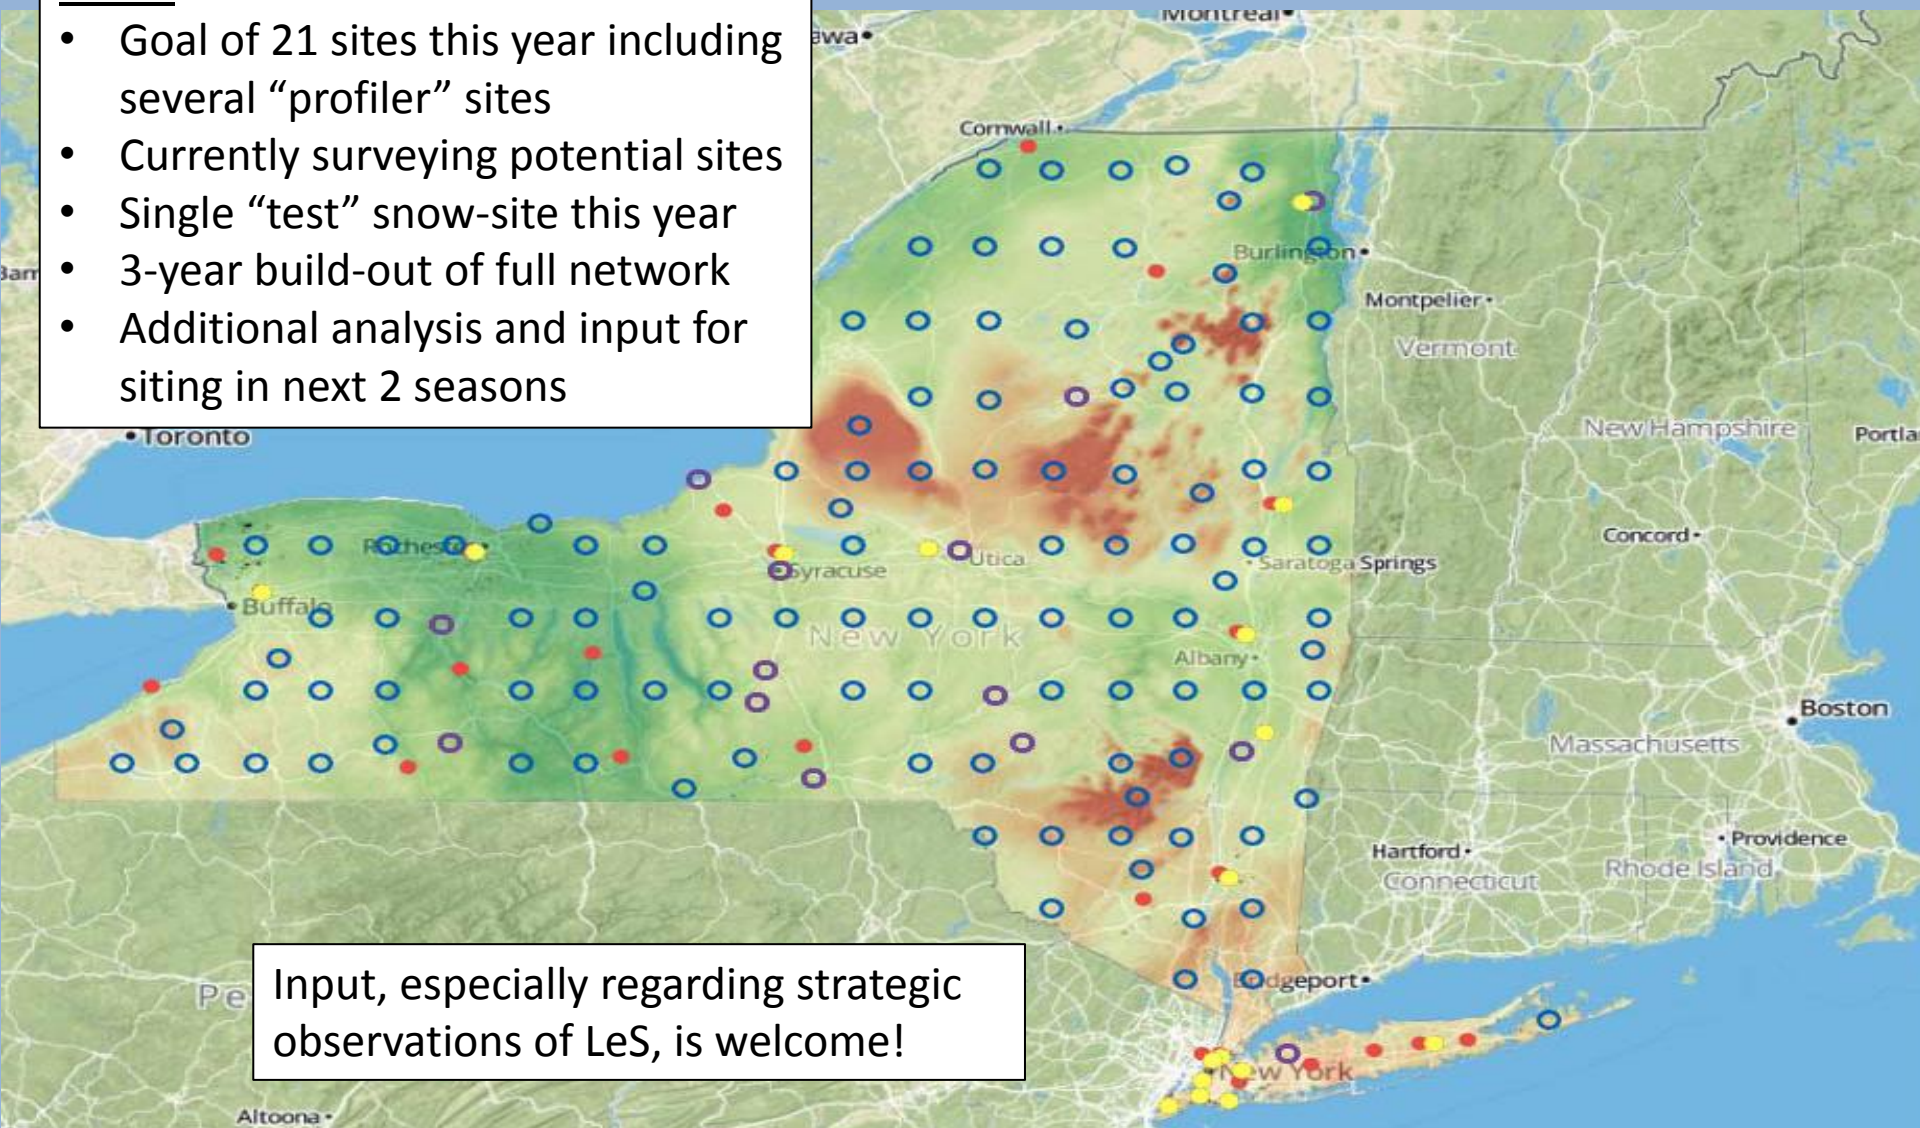 • Goal of 21 sites this year including
several “profiler” sites
• Currently surveying potential sites
• Single “test” snow-site this year
• 3-year build-out of full network
• Additional analysis and input for
siting in next 2 seasons
Montreal
awa
Cornwall
Burlington
Montpelier
Vermont
Toronto
New Hampshire
Portla
Rochester
Concord
Utica
Saratoga Springs
Syracuse
Buffalo
New York
Albany
Boston
Massachusetts
Providence
Hartford
Rhode Island
Connecticut
Input, especially regarding strategic
observations of LeS, is welcome!
Pe
dgeport
New York
Altoona